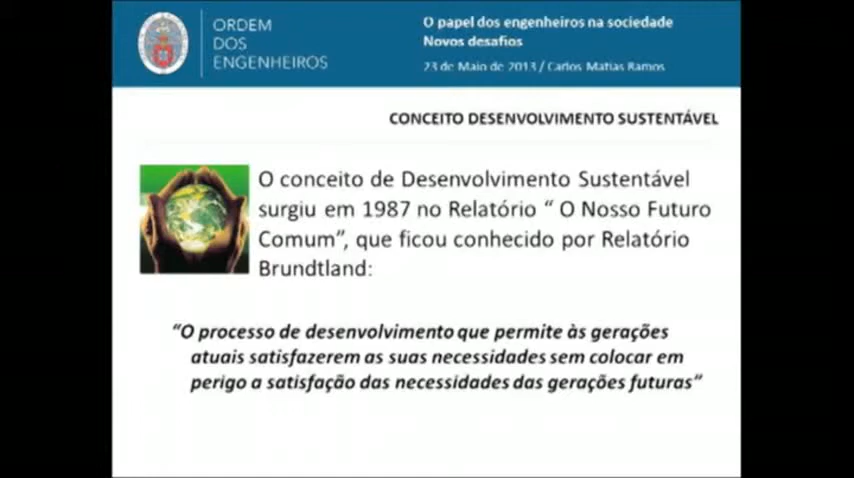 ORDEM
DOS
ENGENHEIROS
O papel dos engenheiros na sociedade
Novos desafios
23 de Maio de 2013 / Carlos Matias Ramos
CONCEITO DESENVOLVIMENTO SUSTENTÁVEL
O conceito de Desenvolvimento Sustentável
surgiu em 1987 no Relatório “ O Nosso Futuro
Comum”, que ficou conhecido por Relatório
Brundtland:
“O processo de desenvolvimento que permite às gerações
atuais satisfazerem as suas necessidades sem colocar em
perigo a satisfação das necessidades das gerações futuras”